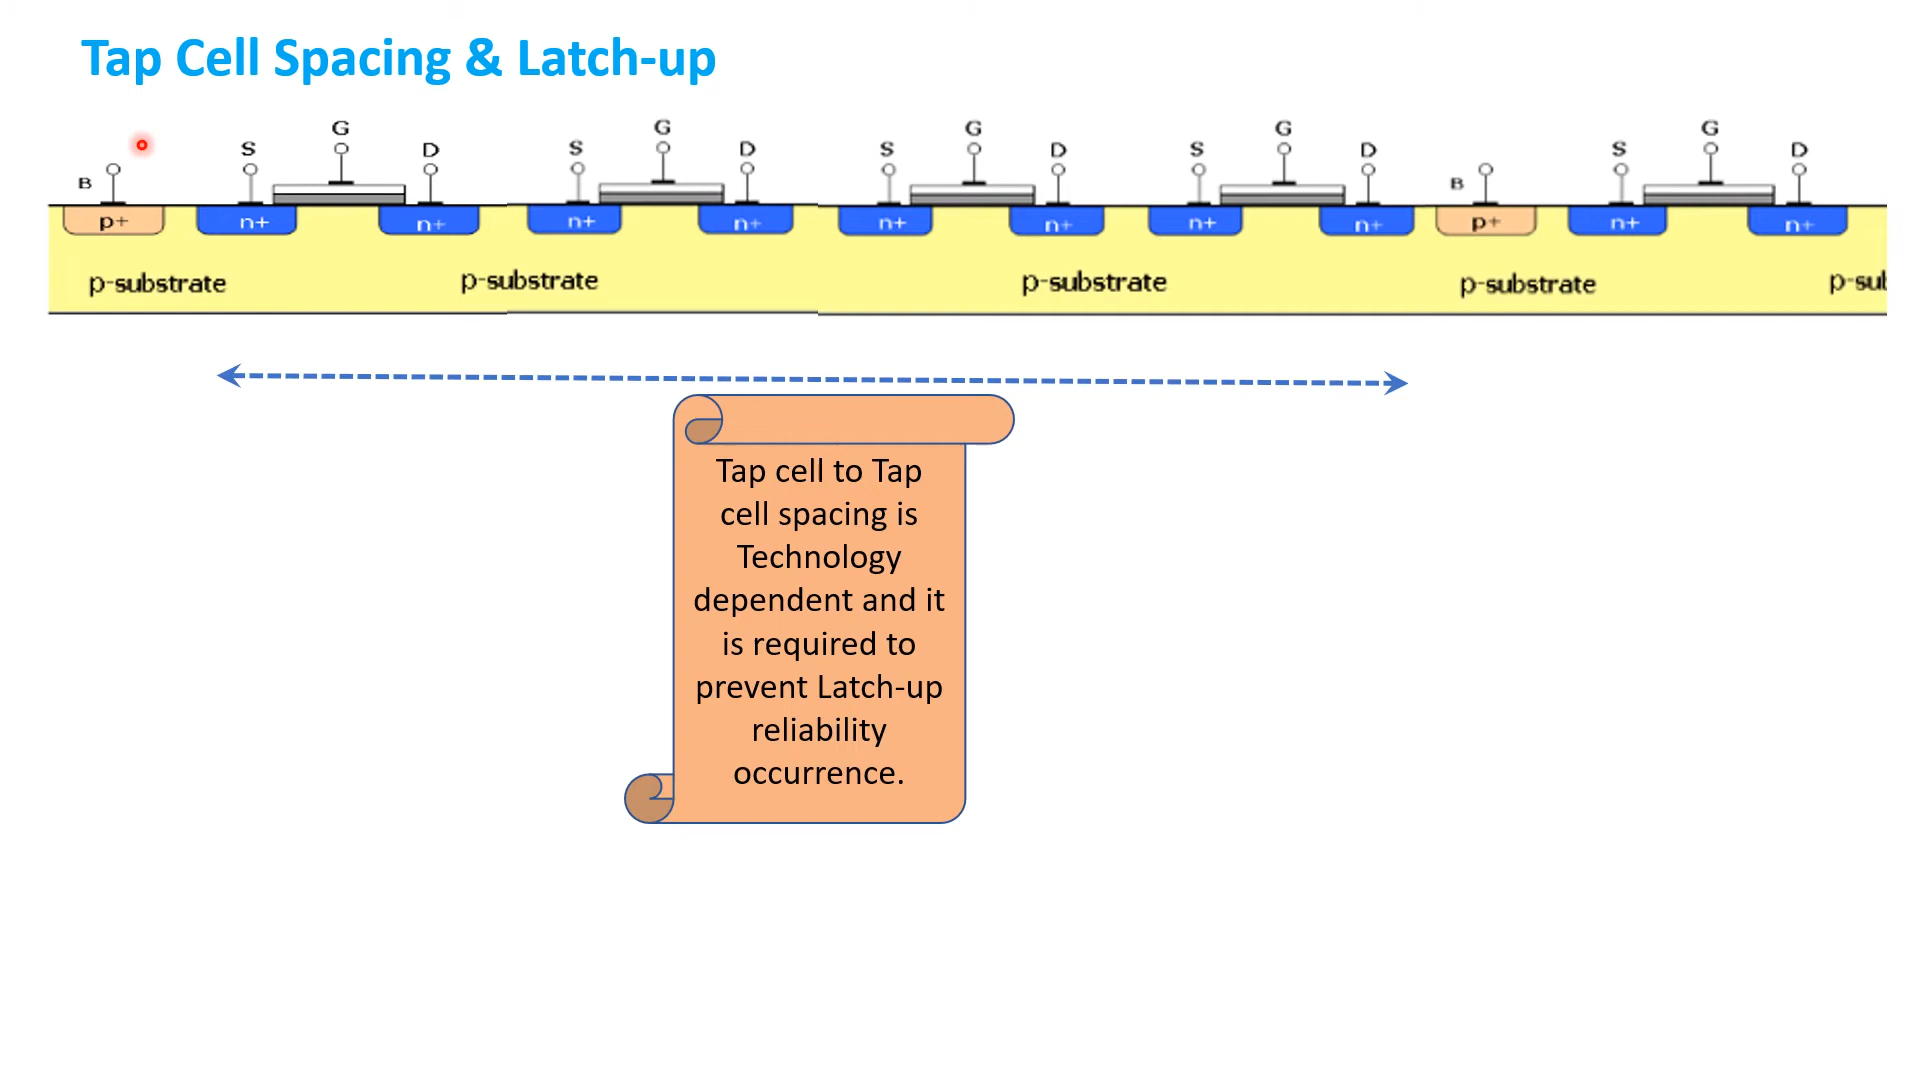 Tap Cell Spacing & Latch-up
B S G D S G D S G D S G D B S G D
p+ n+ n+ n+ n+ n+ n+ n+ n+ p+ n+ n+
p-substrate p-substrate p-substrate p-substrate p-sul
Tap cell to Tap
cell spacing is
Technology
dependent and it
is required to
prevent Latch-up
reliability
occurrence.